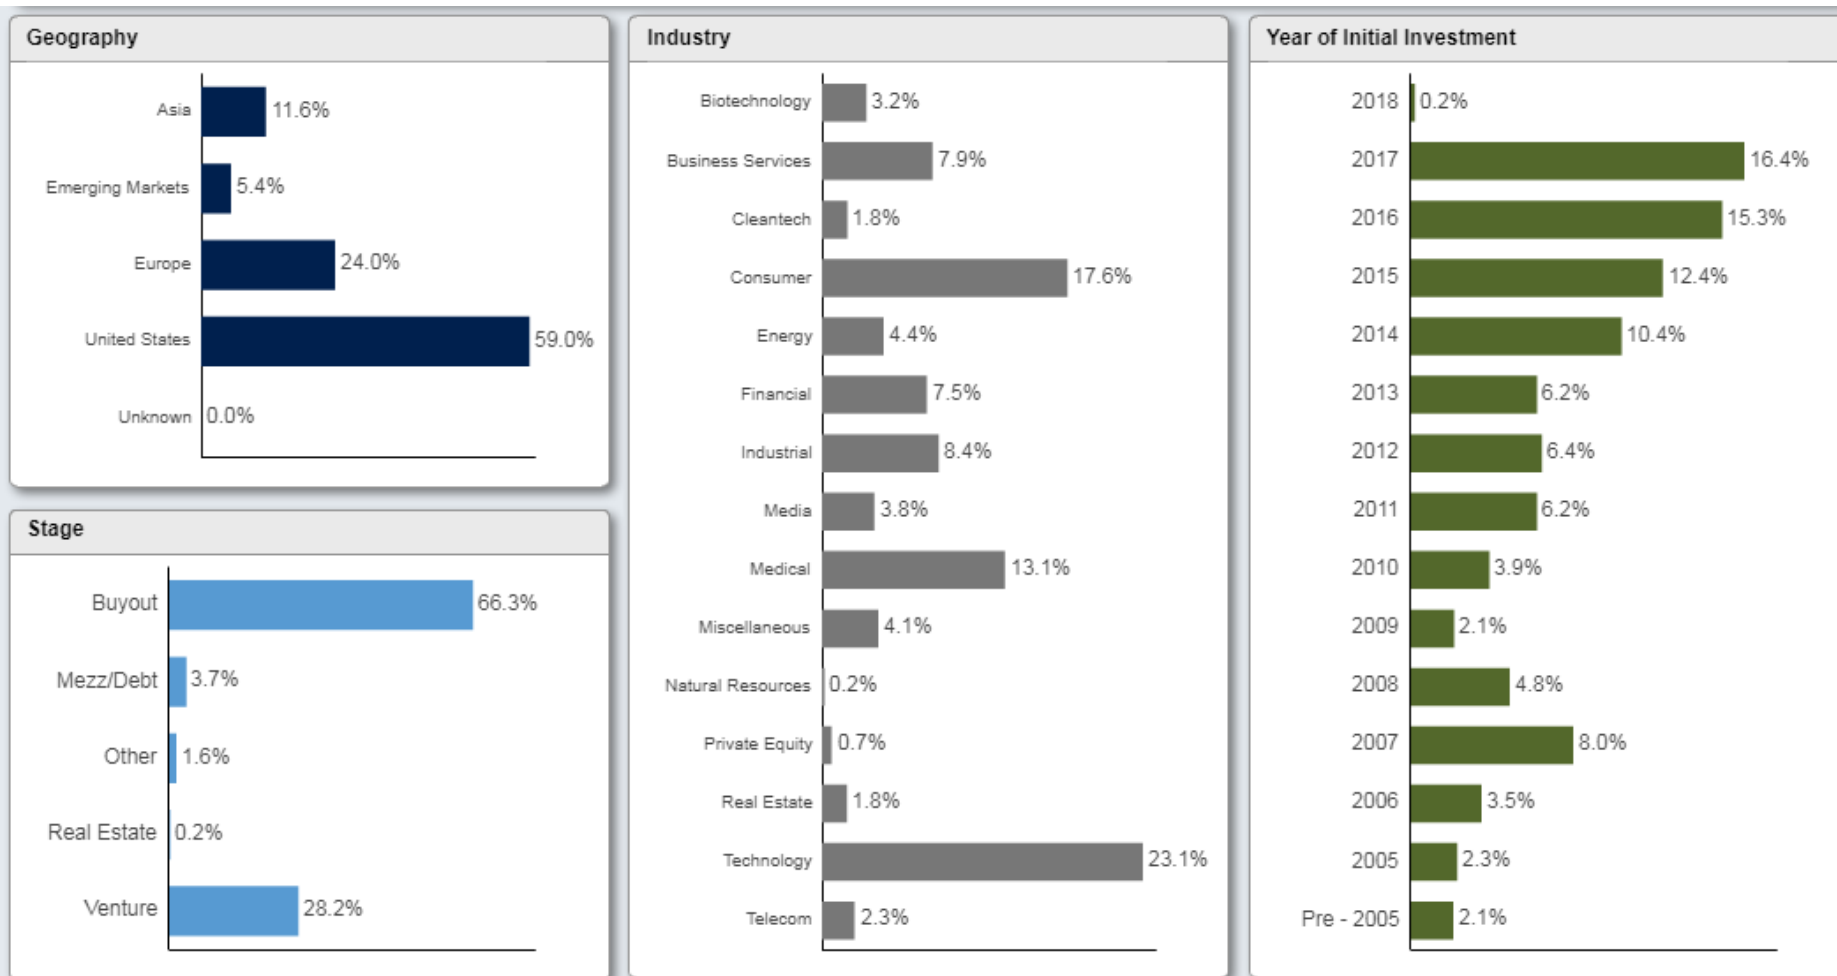 Geography
Asia 11.6%
Emerging Markets 5.4%
Europe 24.0%
United States 59.0%
Unknown 0.0%
Stage
Buyout 66.3%
Mezz/Debt 3.7%
Other 1.6%
Real Estate 0.2%
Venture 28.2%
Industry
Biotechnology 3.2%
Business Services 7.9%
Cleantech 1.8%
Consumer 17.6%
Energy 4.4%
Financial 7.5%
Industrial 8.4%
Media 3.8%
Medical 13.1%
Miscellaneous 4.1%
Natural Resources 0.2%
Private Equity 0.7%
Real Estate 1.8%
Technology 23.1%
Telecom 2.3%
Year of Initial Investment
2018 0.2%
2017 16.4%
2016 15.3%
2015 12.4%
2014 10.4%
2013 6.2%
2012 6.4%
2011 6.2%
2010 3.9%
2009 2.1%
2008 4.8%
2007 8.0%
2006 3.5%
2005 2.3%
Pre - 2005 2.1%